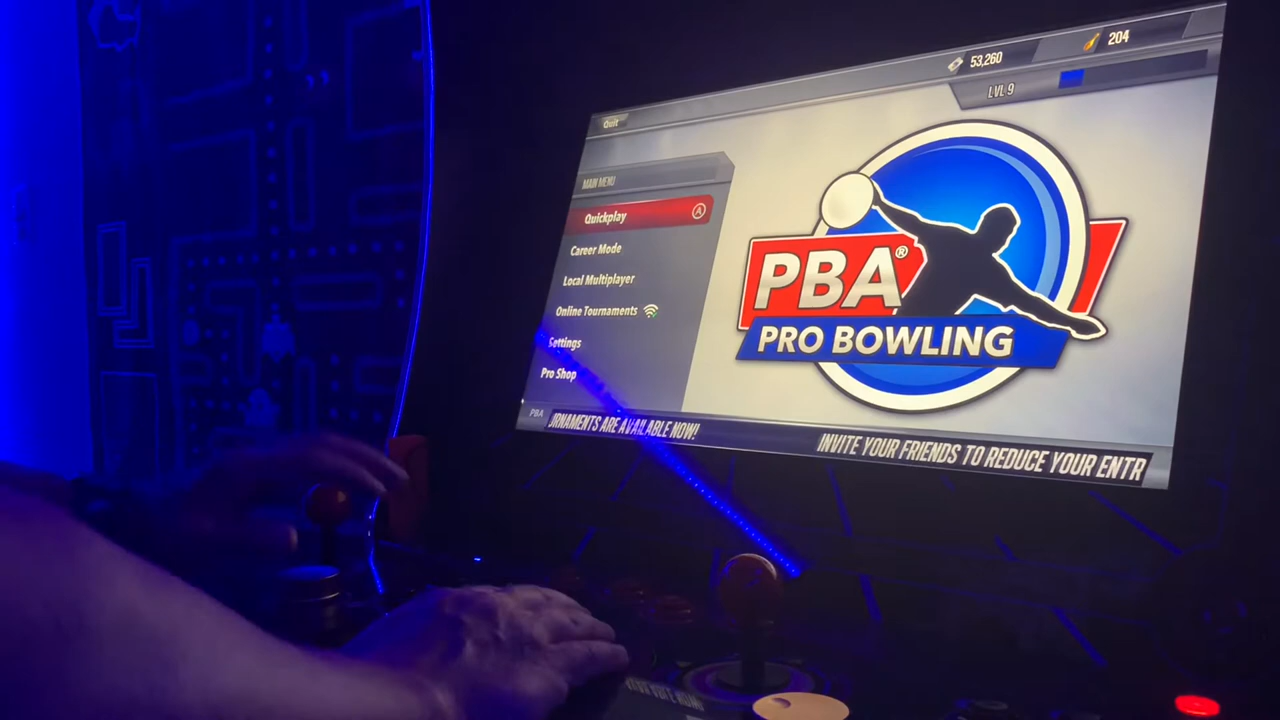 53,260
204
LVL 9
Quit
MAIN MENU
Quickplay A
Career Mode
Local Multiplayer
Online Tournaments
Settings
Pro Shop
PBA®
PRO BOWLING
PBA
URNAMENTS ARE AVAILABLE NOW!
INVITE YOUR FRIENDS TO REDUCE YOUR ENTR